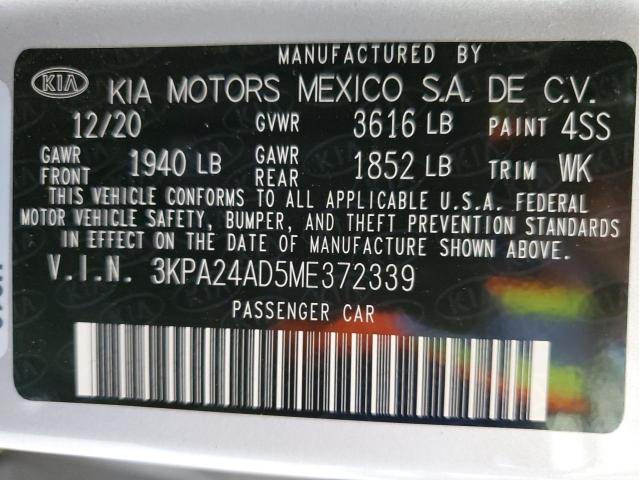 MANUFACTURED BY
KIA KIA MOTORS MEXICO S.A. DE C.V.
12/20 GVWR 3616 LB PAINT 4SS
GAWR FRONT 1940 LB GAWR REAR 1852 LB TRIM WK
THIS VEHICLE CONFORMS TO ALL APPLICABLE U.S.A. FEDERAL
MOTOR VEHICLE SAFETY, BUMPER, AND THEFT PREVENTION STANDARDS
IN EFFECT ON THE DATE OF MANUFACTURE SHOWN ABOVE.
V.I.N. 3KPA24AD5ME372339
PASSENGER CAR